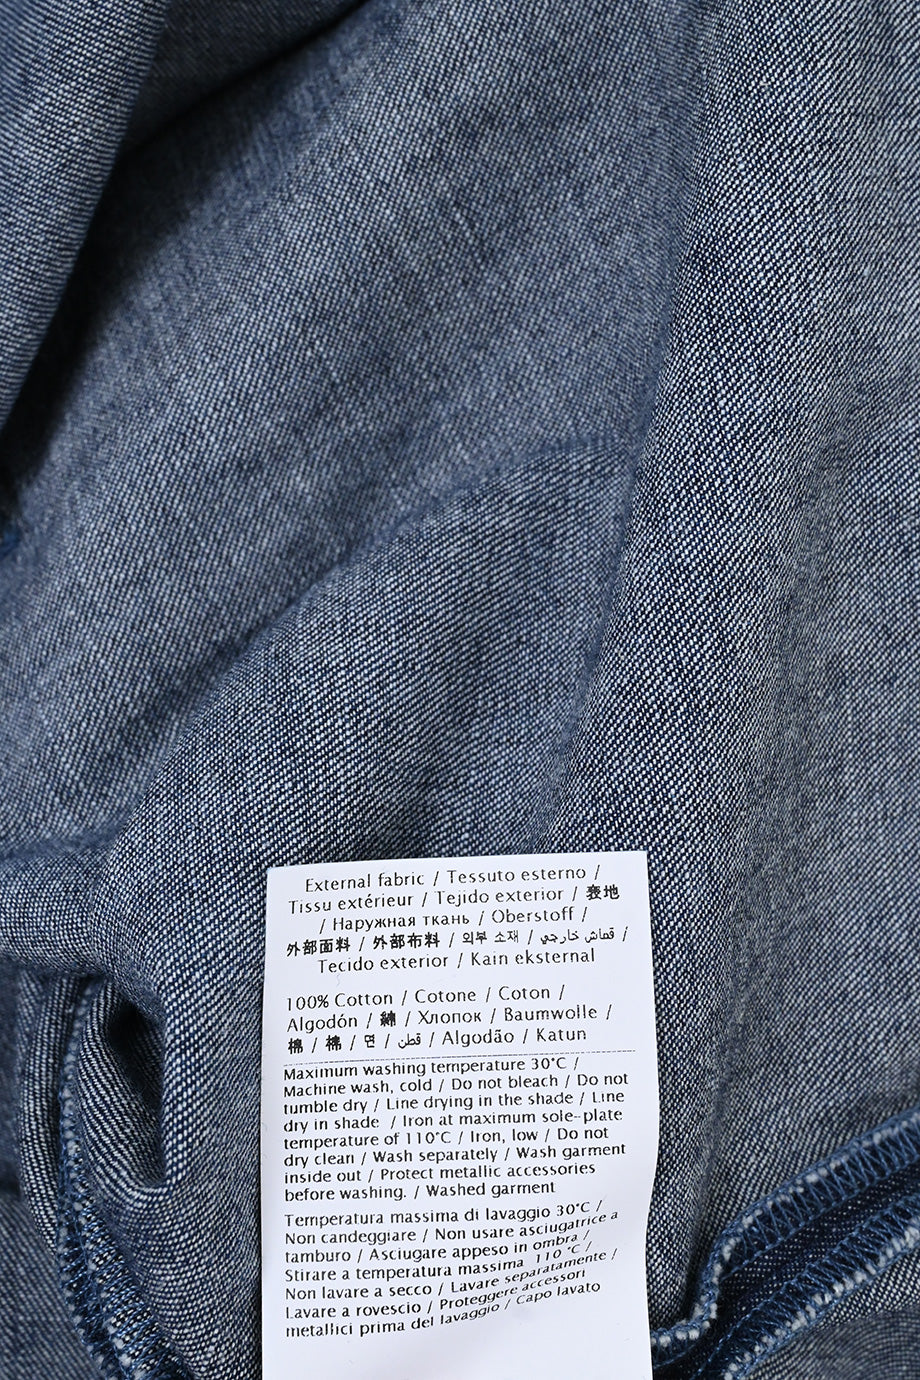 External fabric / Tessuto esterno /
Tissu extérieur / Tejido exterior / 表地
/ Наружная ткань / Oberstoff /
外部面料 / 外部布料 / 외부 소재 / قماش خارجي /
Tecido exterior / Kain eksternal
100% Cotton / Cotone / Coton /
Algodón / 綿 / Хлопок / Baumwolle /
棉 / 棉 / 면 / قطن / Algodão / Katun
Maximum washing temperature 30°C /
Machine wash, cold / Do not bleach / Do not
tumble dry / Line drying in the shade / Line
dry in shade / Iron at maximum sole-plate
temperature of 110°C / Iron, low / Do not
dry clean / Wash separately / Wash garment
inside out / Protect metallic accessories
before washing. / Washed garment
Temperatura massima di lavaggio 30°C /
Non candeggiare / Non usare asciugatrice a
tamburo / Asciugare appeso in ombra /
Stirare a temperatura massima 110 °C /
Non lavare a secco / Lavare separatamente /
Lavare a rovescio / Proteggere accessori
metallici prima del lavaggio / Capo lavato